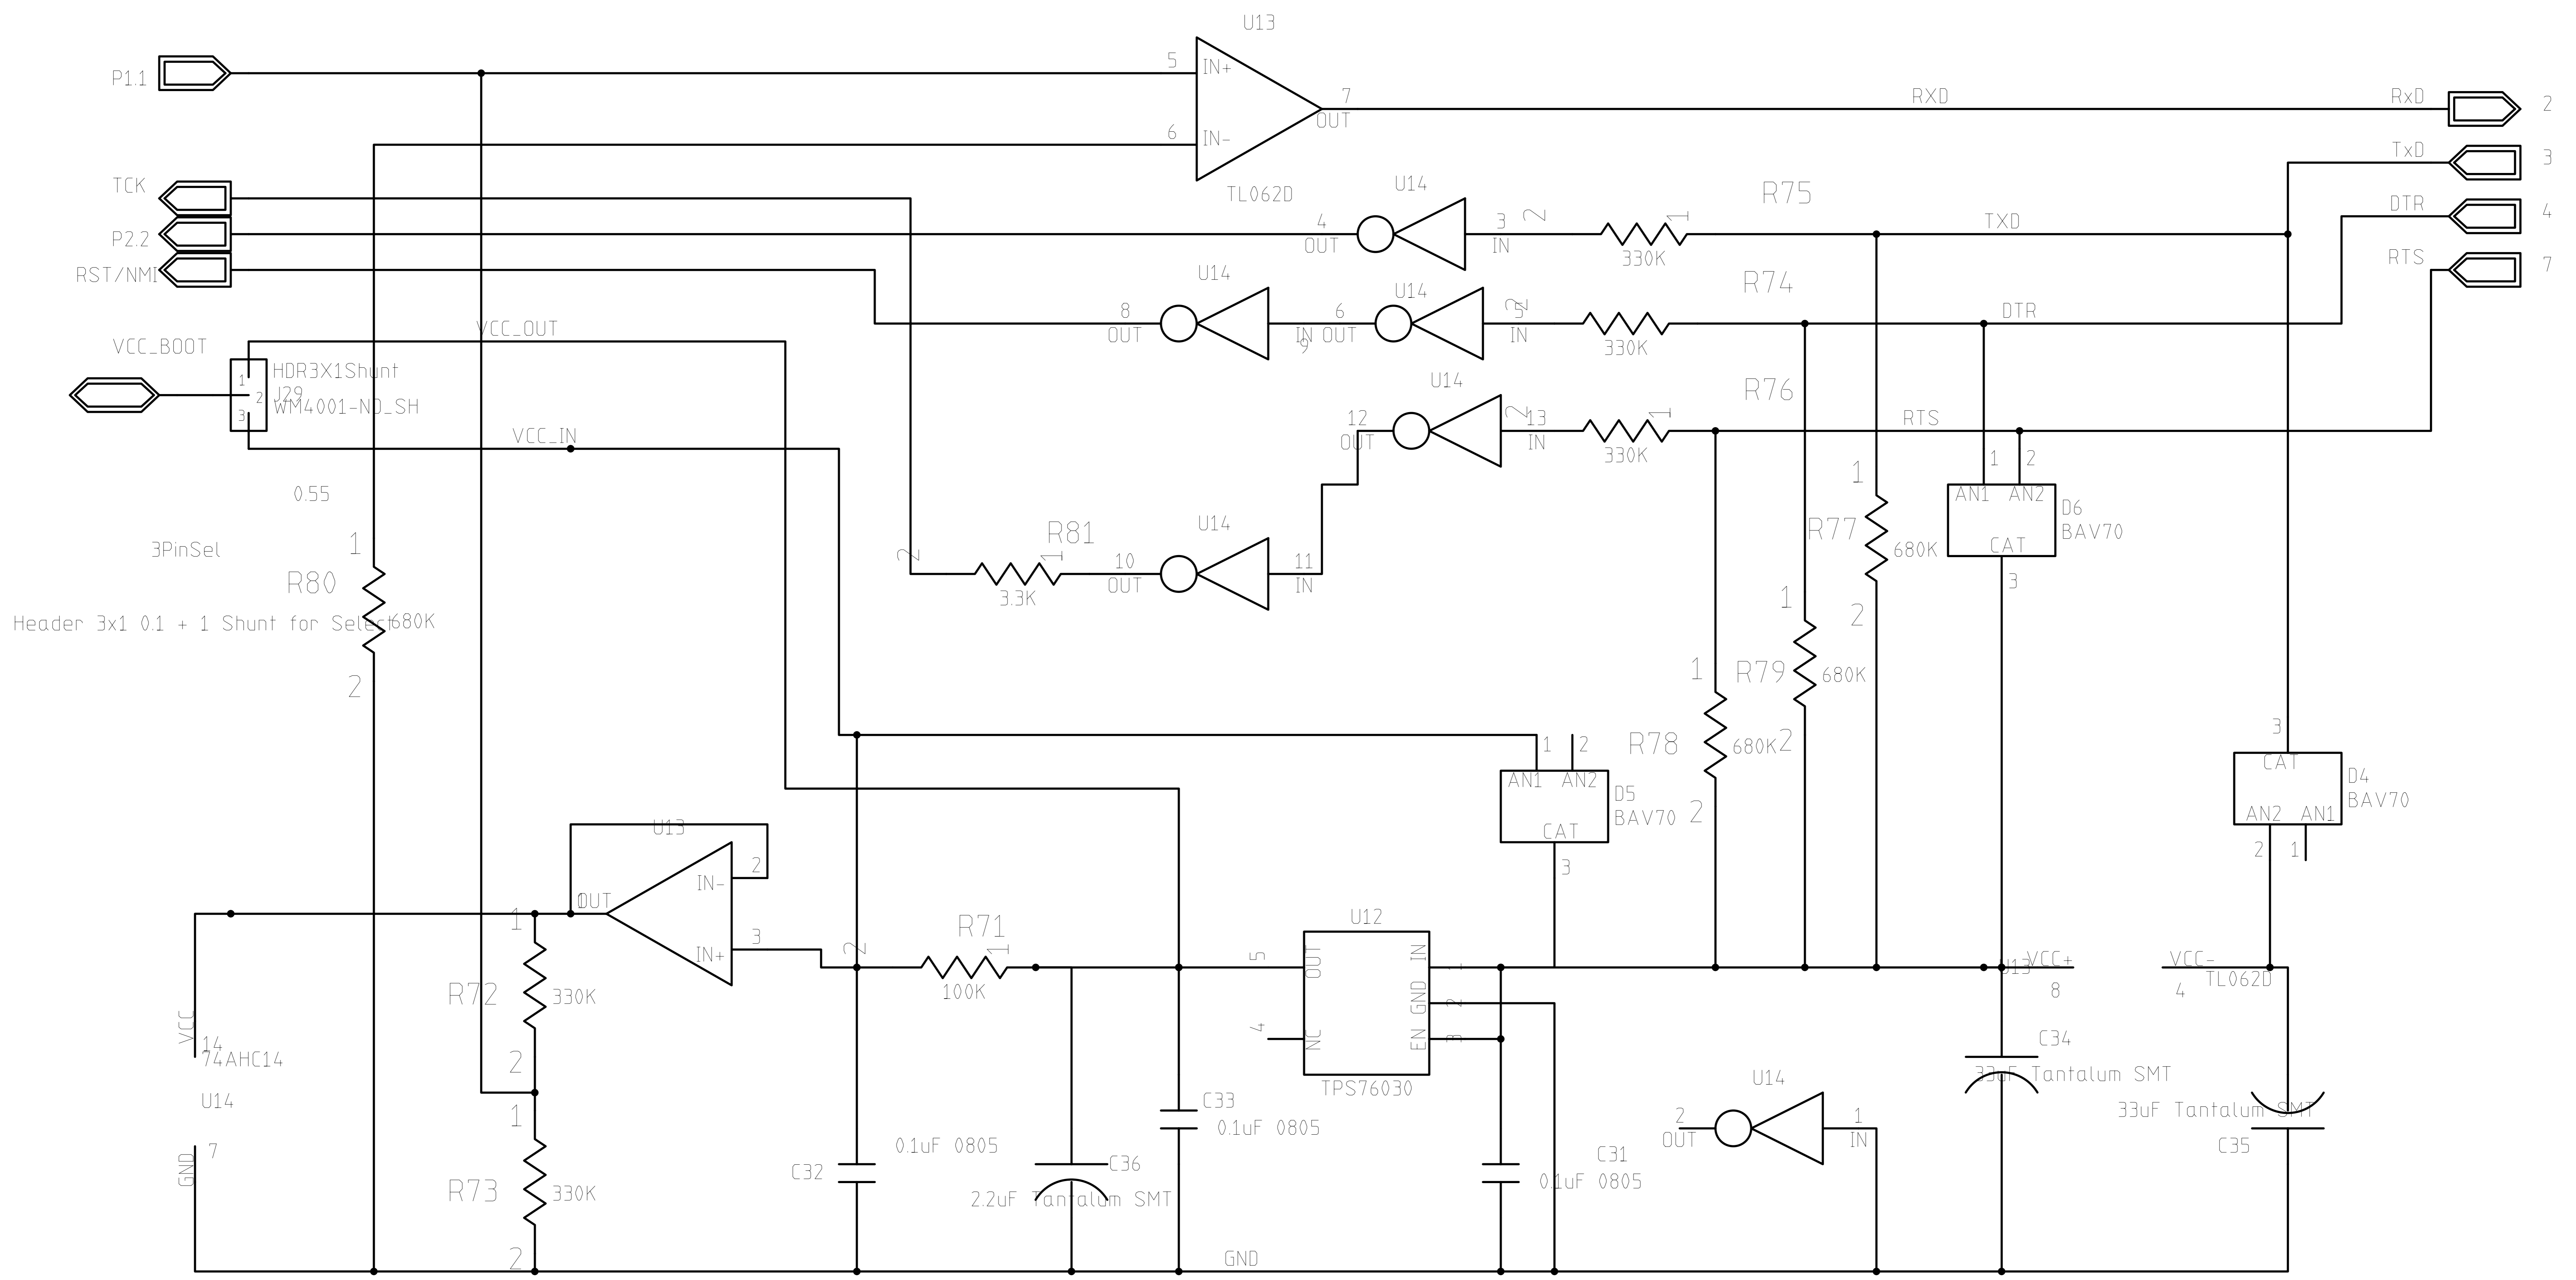 U13
P1.1
5
IN+
7
OUT
RXD
RxD
2
6
IN-
TL062D
TxD
3
TCK
U14
R75
DTR
4
P2.2
4
OUT
3
IN
2
1
330K
TXD
RTS
7
RST/NMI
U14
U14
R74
8
OUT
IN
9
6
OUT
5
IN
2
330K
DTR
VCC_OUT
VCC_BOOT
HDR3X1Shunt
J29
WM4001-ND_SH
1
2
3
U14
R76
12
OUT
13
IN
2
1
330K
RTS
VCC_IN
0.55
3PinSel
Header 3x1 0.1 + 1 Shunt for Select
1
R80
680K
2
2
R81
1
3.3K
U14
10
OUT
11
IN
1
R77
680K
2
1
2
AN1
AN2
CAT
3
D6
BAV70
1
R79
680K
2
1
R78
680K
2
1
2
AN1
AN2
CAT
3
D5
BAV70
3
CAT
AN2
AN1
2
1
D4
BAV70
U13
1
OUT
IN-
2
IN+
3
2
R71
1
100K
U12
5
OUT
IN
1
GND
2
4
NC
EN
3
TPS76030
U13
VCC+
8
VCC-
4
TL062D
1
R72
330K
2
VCC
14
74AHC14
U14
GND
7
1
R73
330K
2
C32
0.1uF 0805
C36
2.2uF Tantalum SMT
C33
0.1uF 0805
C31
0.1uF 0805
U14
2
OUT
1
IN
C34
33uF Tantalum SMT
33uF Tantalum SMT
C35
GND